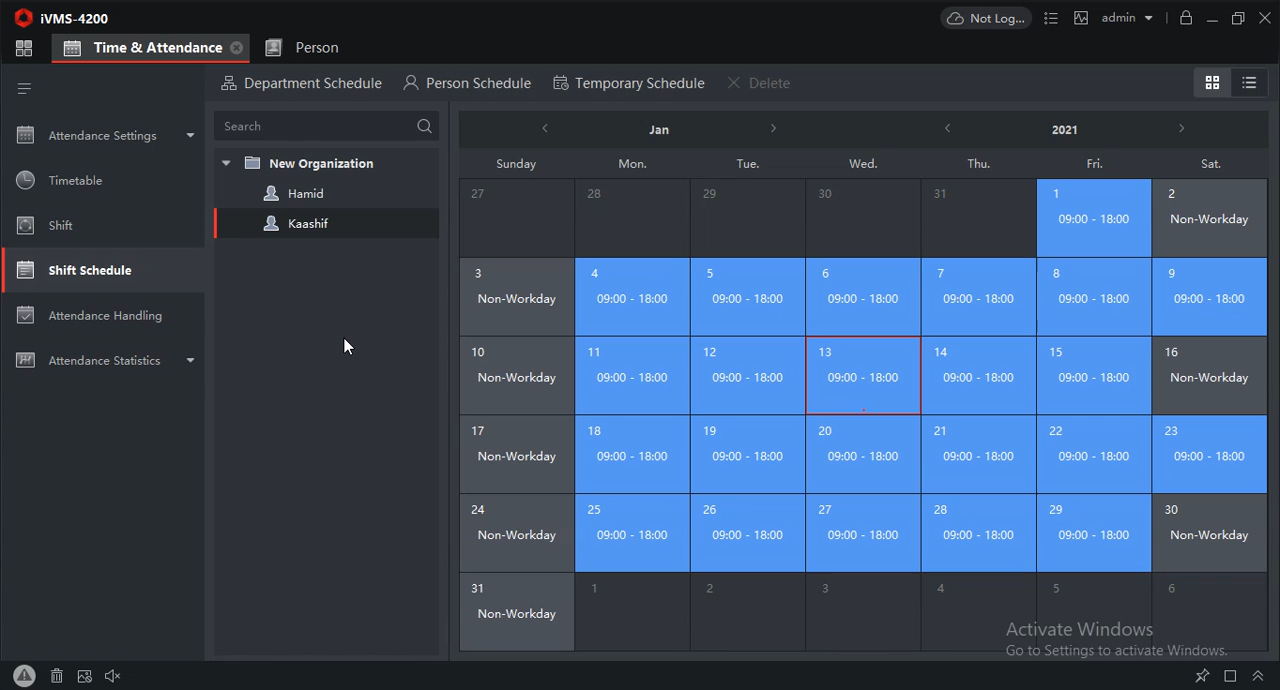 iVMS-4200
Not Log... admin
Time & Attendance Person
Department Schedule Person Schedule Temporary Schedule Delete
Attendance Settings
Timetable
Shift
Shift Schedule
Attendance Handling
Attendance Statistics
Search
New Organization
Hamid
Kaashif
Jan 2021
Sunday Mon. Tue. Wed. Thu. Fri. Sat.
27 28 29 30 31 1 2
09:00 - 18:00 Non-Workday
3 4 5 6 7 8 9
Non-Workday 09:00 - 18:00 09:00 - 18:00 09:00 - 18:00 09:00 - 18:00 09:00 - 18:00 09:00 - 18:00
10 11 12 13 14 15 16
Non-Workday 09:00 - 18:00 09:00 - 18:00 09:00 - 18:00 09:00 - 18:00 09:00 - 18:00 Non-Workday
17 18 19 20 21 22 23
Non-Workday 09:00 - 18:00 09:00 - 18:00 09:00 - 18:00 09:00 - 18:00 09:00 - 18:00 09:00 - 18:00
24 25 26 27 28 29 30
Non-Workday 09:00 - 18:00 09:00 - 18:00 09:00 - 18:00 09:00 - 18:00 09:00 - 18:00 Non-Workday
31 1 2 3 4 5 6
Non-Workday
Activate Windows
Go to Settings to activate Windows.